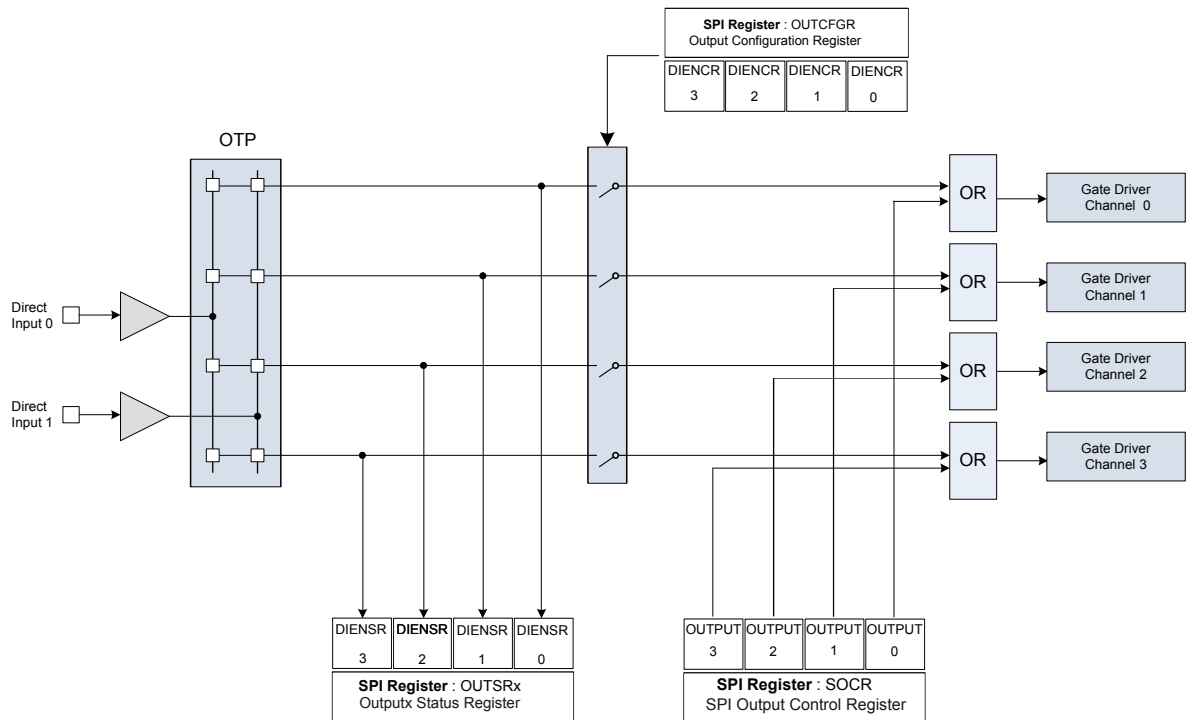 SPI Register : OUTCFGR
Output Configuration Register
DIENCR DIENCR DIENCR DIENCR
3 2 1 0
OTP
OR
Gate Driver
Channel 0
OR
Gate Driver
Channel 1
Direct
Input 0
OR
Gate Driver
Channel 2
Direct
Input 1
OR
Gate Driver
Channel 3
DIENSR DIENSR DIENSR DIENSR
3 2 1 0
SPI Register : OUTSRx
Outputx Status Register
OUTPUT OUTPUT OUTPUT OUTPUT
3 2 1 0
SPI Register : SOCR
SPI Output Control Register